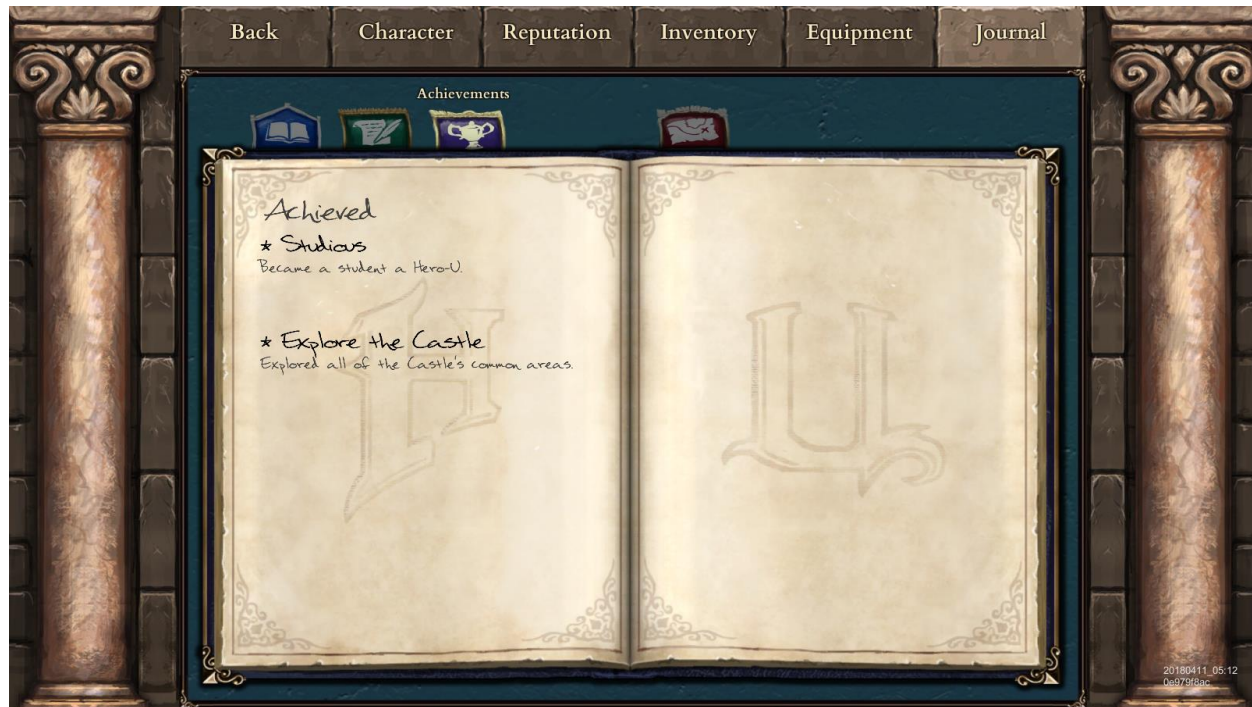 Back Character Reputation Inventory Equipment Journal
Achievements
Achieved
* Studious
Became a student a Hero-U.
* Explore the Castle
Explored all of the Castle's common areas.
H U
20180411_05:12
0e979f8ac